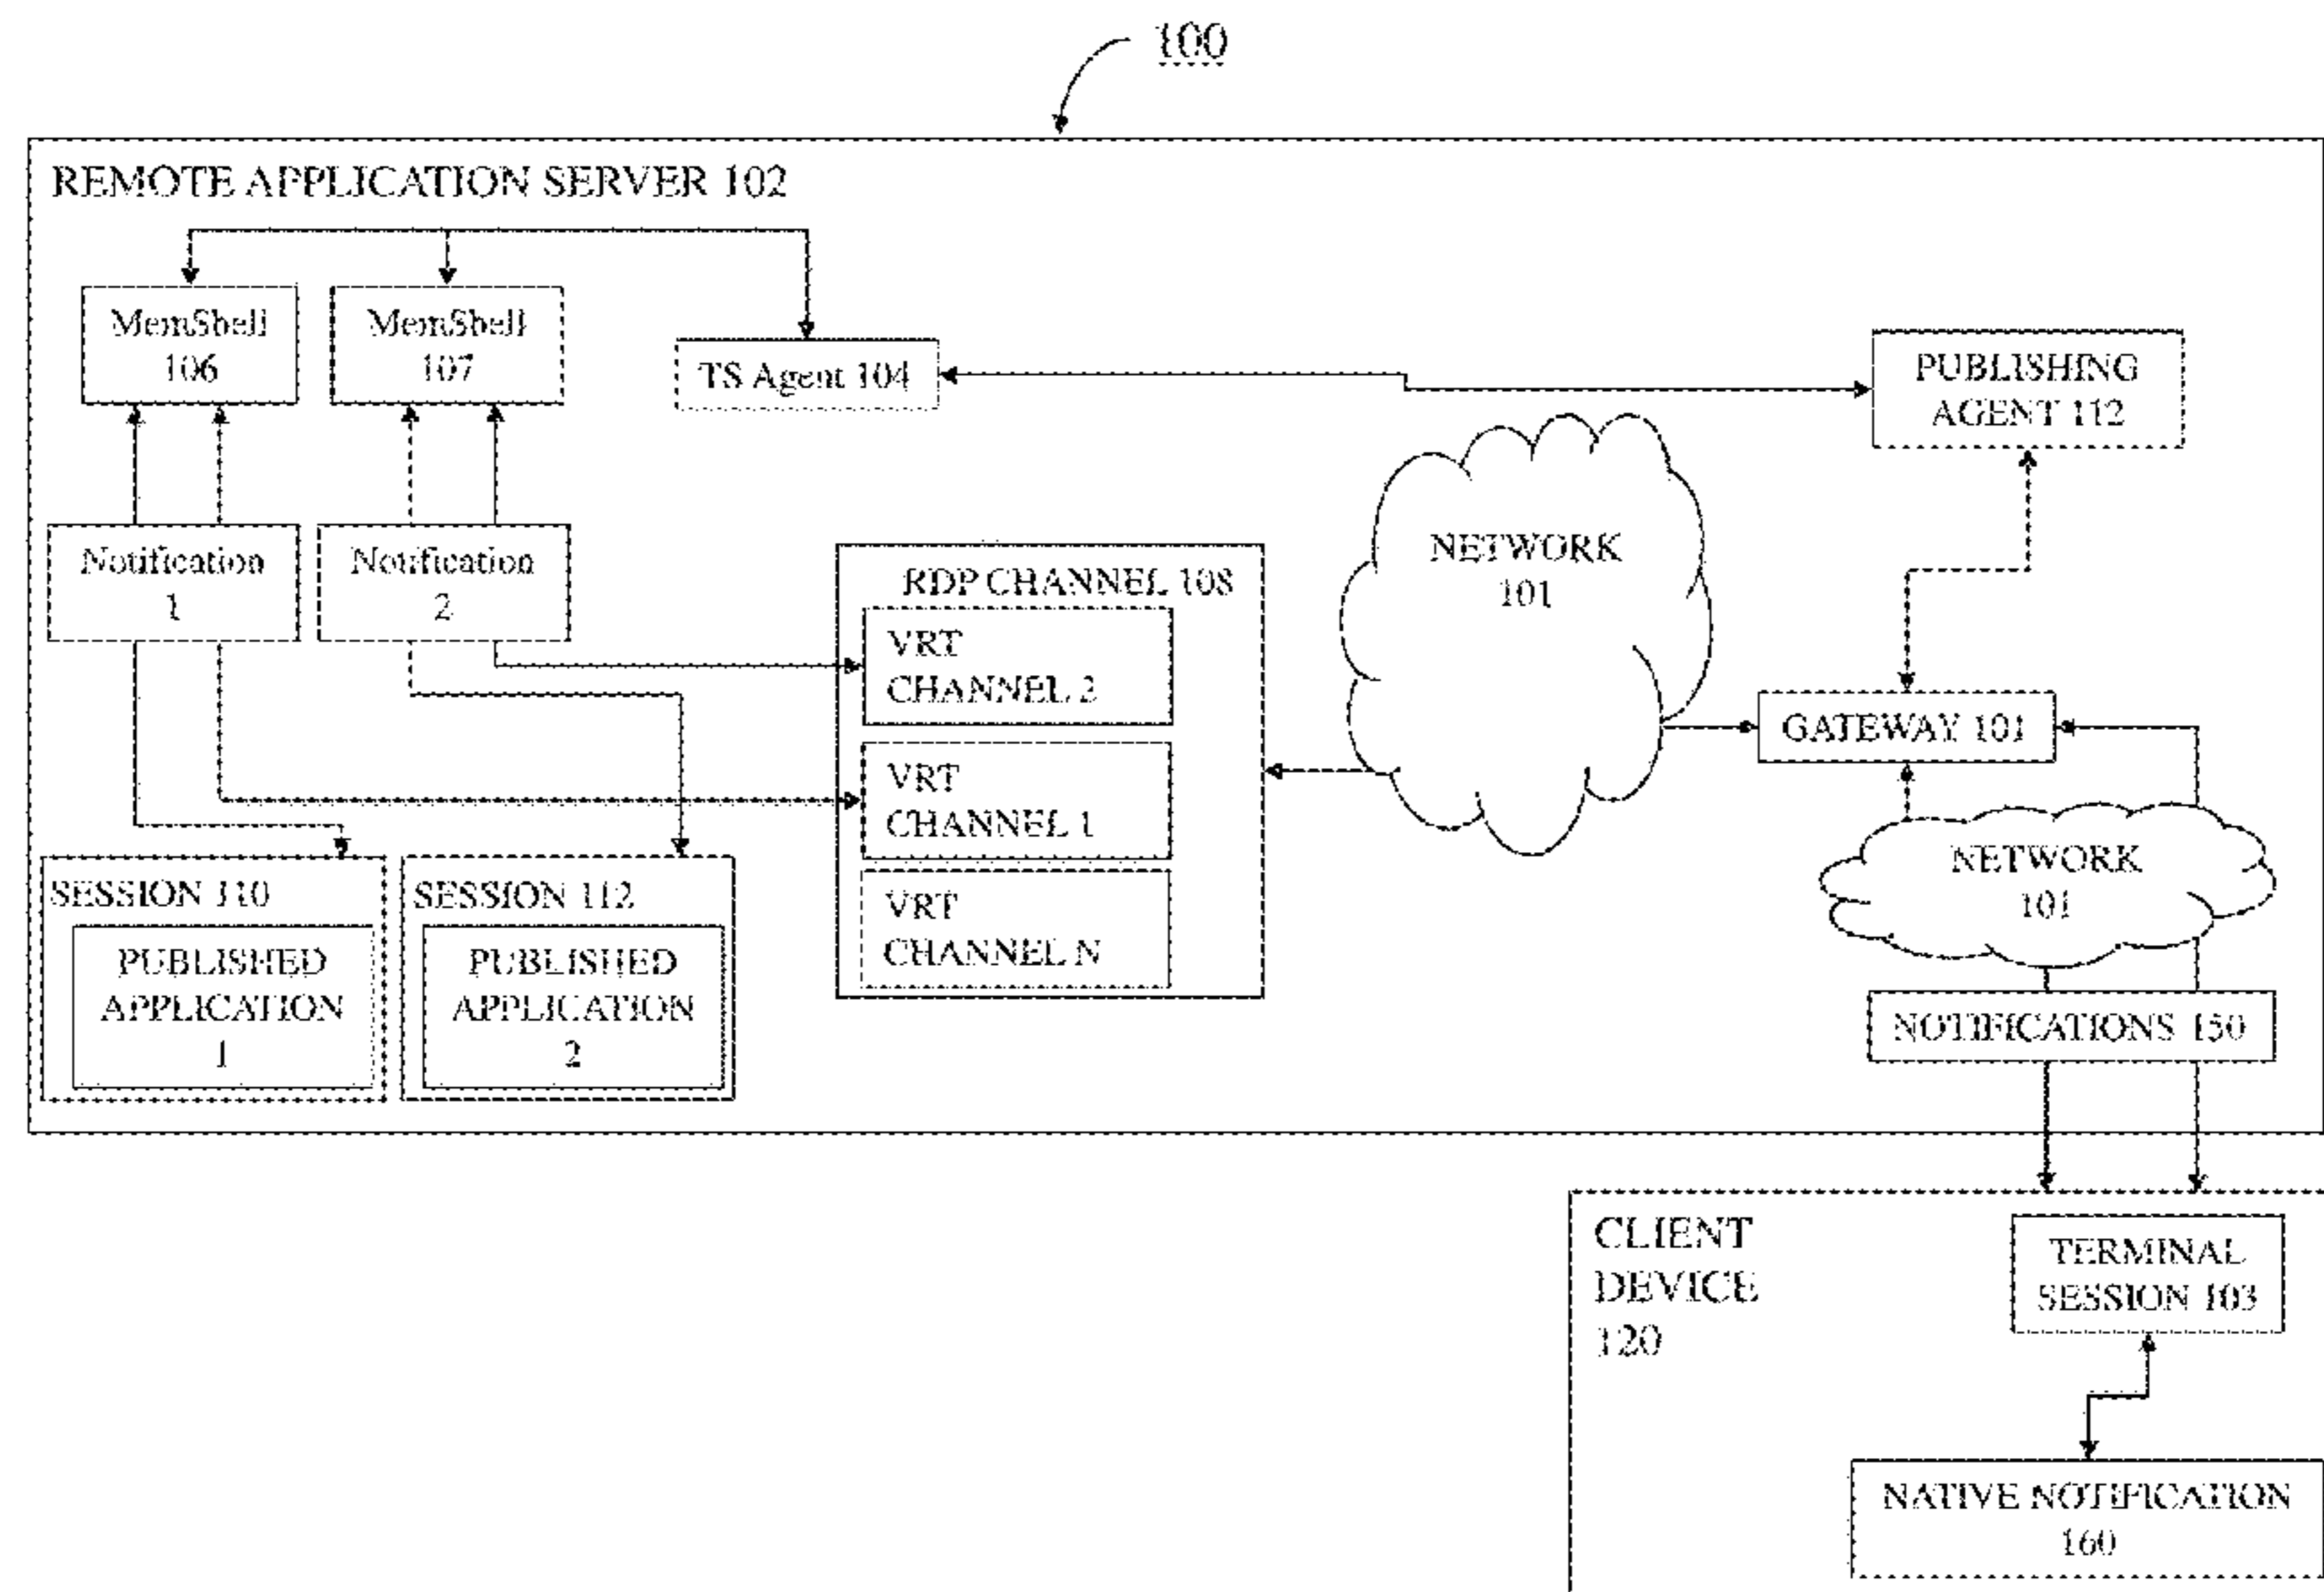 100
REMOTE APPLICATION SERVER 102
MemShell
106
MemShell
107
TS Agent 104
PUBLISHING
AGENT 112
Notification
1
Notification
2
RDP CHANNEL 108
VRT
CHANNEL 2
VRT
CHANNEL 1
VRT
CHANNEL N
NETWORK
101
GATEWAY 101
NETWORK
101
SESSION 110
PUBLISHED
APPLICATION
1
SESSION 112
PUBLISHED
APPLICATION
2
NOTIFICATIONS 150
CLIENT
DEVICE
120
TERMINAL
SESSION 103
NATIVE NOTIFICATION
160